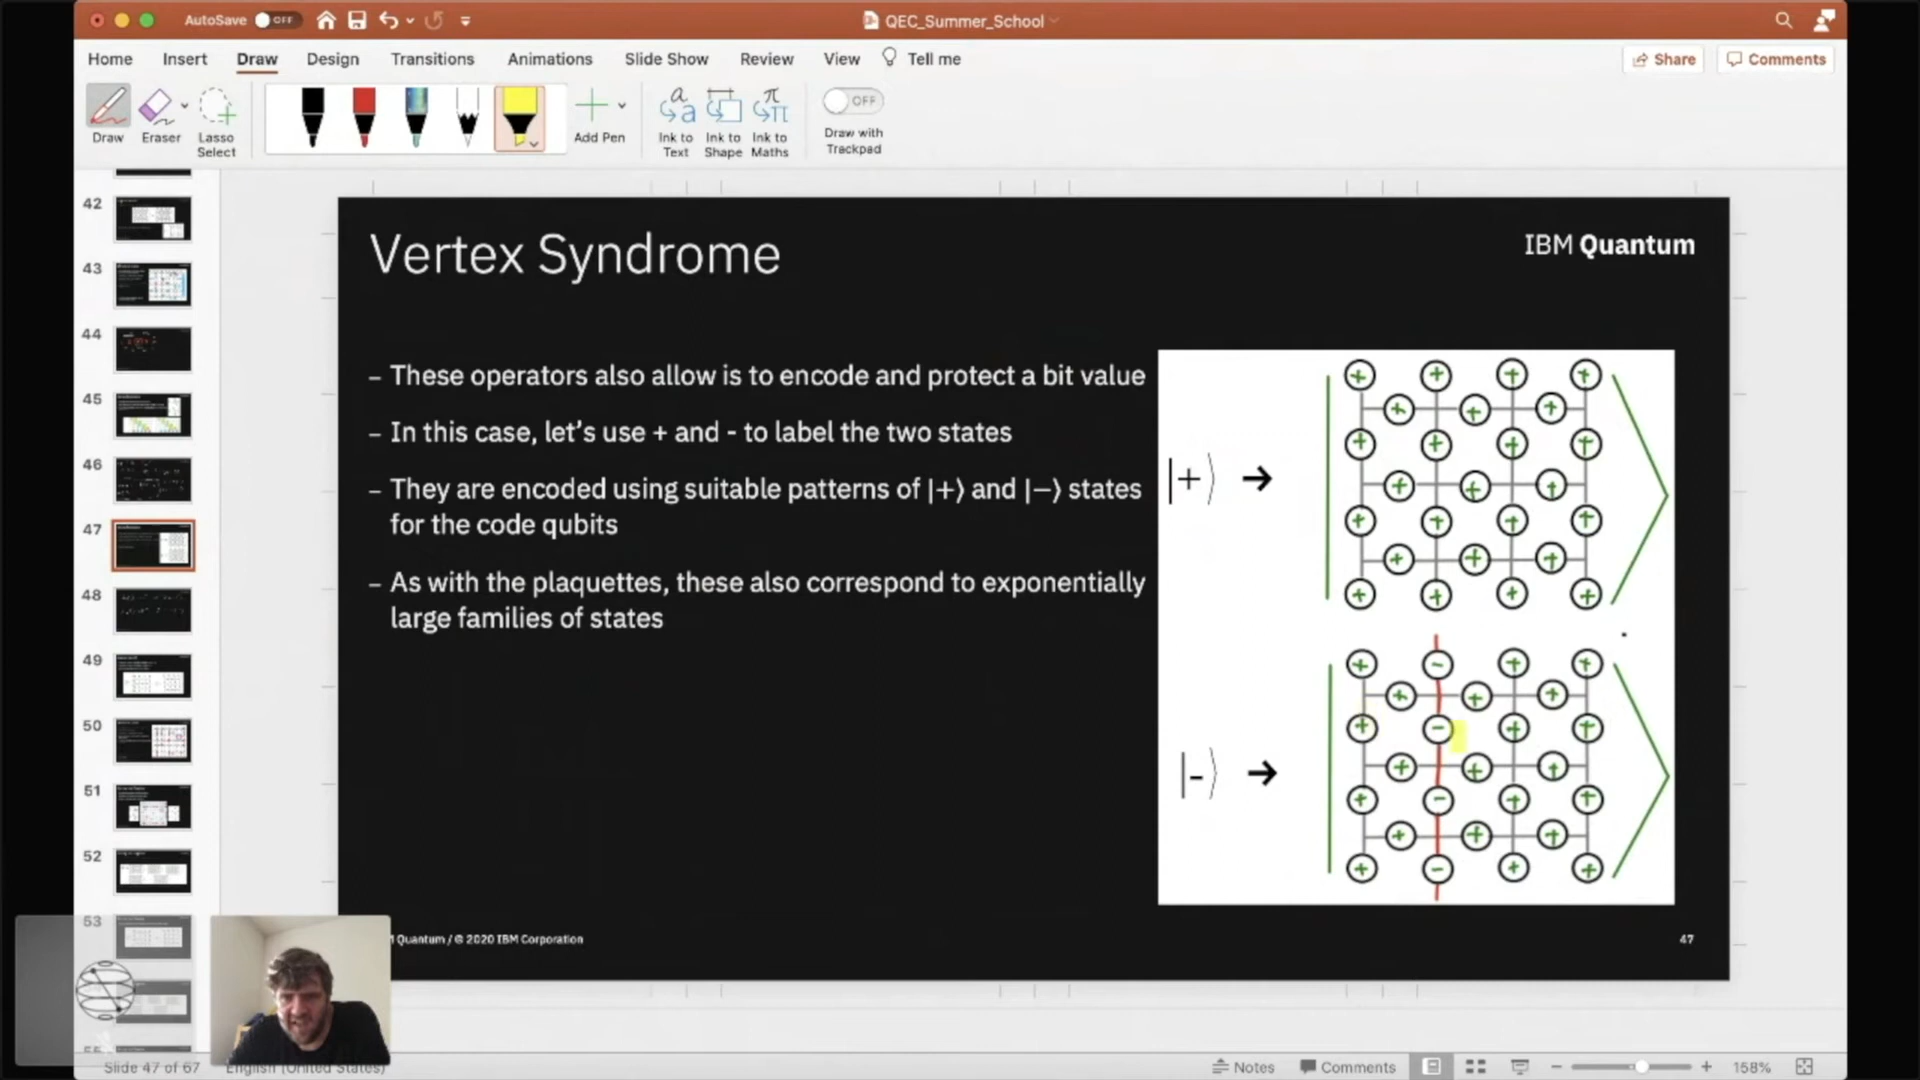 AutoSave OFF
QEC_Summer_School
Home Insert Draw Design Transitions Animations Slide Show Review View Tell me
Share Comments
Draw Eraser Lasso Select
Add Pen
Ink to Text Ink to Shape Ink to Maths
OFF
Draw with Trackpad
42
43
44
45
46
47
48
49
50
51
52
53
Vertex Syndrome
IBM Quantum
– These operators also allow is to encode and protect a bit value
– In this case, let's use + and - to label the two states
– They are encoded using suitable patterns of |+⟩ and |−⟩ states
for the code qubits
– As with the plaquettes, these also correspond to exponentially
large families of states
|+⟩ →
+ + + +
+ + +
+ + + +
+ + +
+ + + +
+ + +
+ + + +
|-⟩ →
+ - + +
+ + +
+ - + +
+ + +
+ - + +
+ + +
+ - + +
Quantum / © 2020 IBM Corporation
47
Slide 47 of 67 English (United States)
Notes Comments 158%